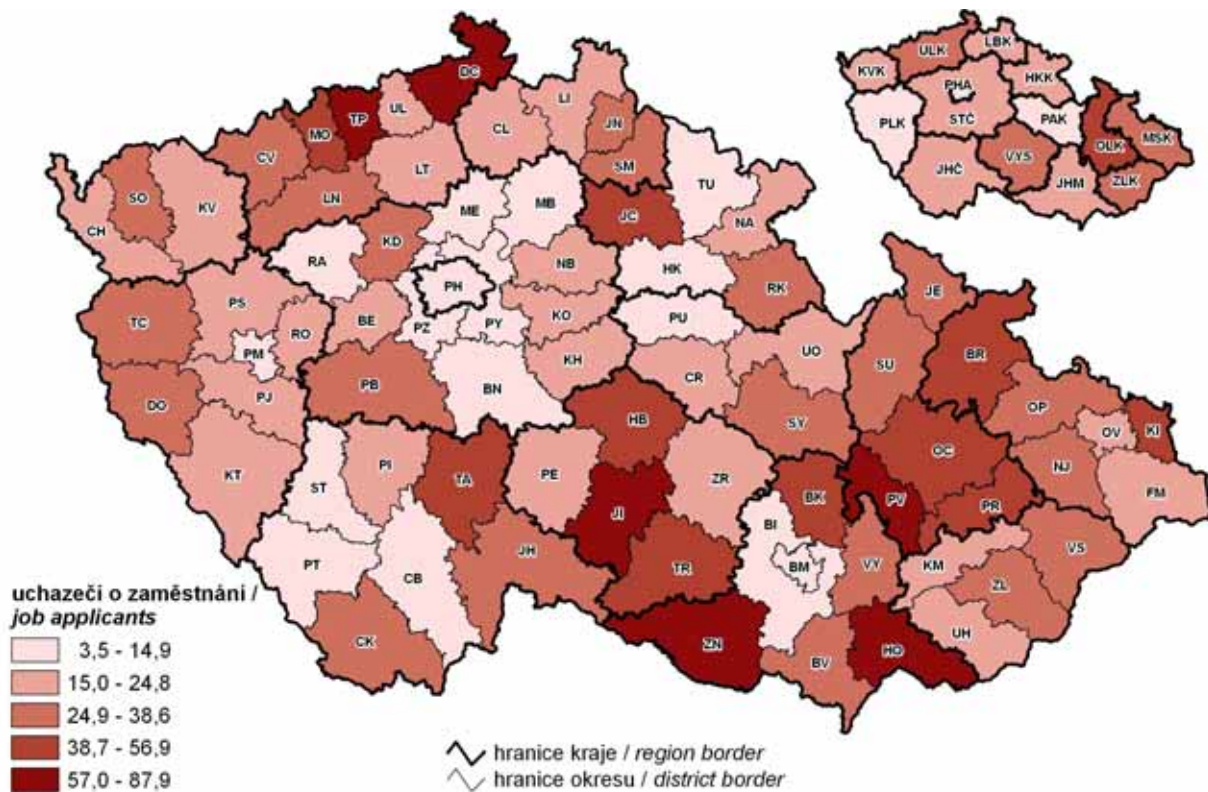 DC
LI
UL
TP
MO
CL
JN
CV
LT
SM
SO
KV
LN
ME
MB
TU
JC
NA
CH
RA
KD
NB
HK
RK
PH
TC
PS
RO
BE
PZ
PY
KO
PU
PM
KH
UO
JE
SU
BR
DO
PJ
PB
BN
CR
HB
SY
OP
OV
KI
KT
ST
PI
TA
PE
ZR
OC
NJ
FM
JI
BK
PV
PR
BI
PT
CB
JH
TR
BM
VY
KM
VS
ZL
CK
ZN
BV
HO
UH
ULK
LBK
KVK
HKK
PHA
PLK
STČ
PAK
OLK
MSK
JHČ
VYS
JHM
ZLK
uchazeči o zaměstnání /
job applicants
3,5 - 14,9
15,0 - 24,8
24,9 - 38,6
38,7 - 56,9
57,0 - 87,9
hranice kraje / region border
hranice okresu / district border